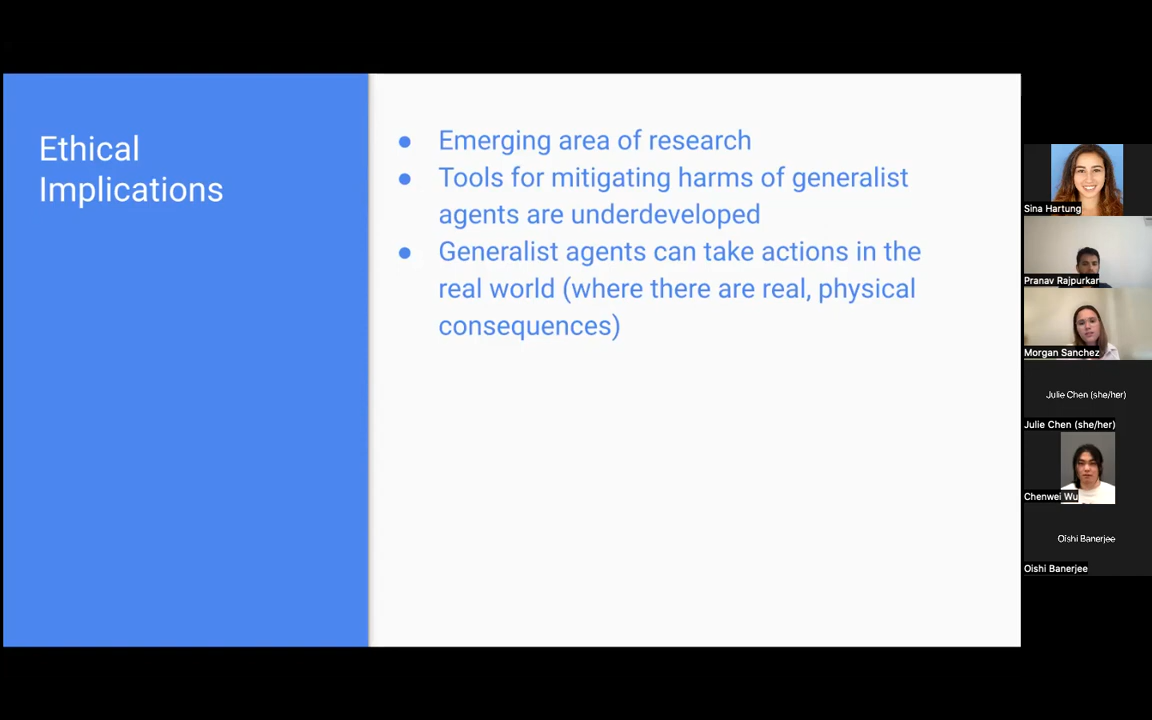 Ethical
Implications
● Emerging area of research
● Tools for mitigating harms of generalist
agents are underdeveloped
● Generalist agents can take actions in the
real world (where there are real, physical
consequences)
Sina Hartung
Pranav Rajpurkar
Morgan Sanchez
Julie Chen (she/her)
Julie Chen (she/her)
Chenwei Wu
Oishi Banerjee
Oishi Banerjee